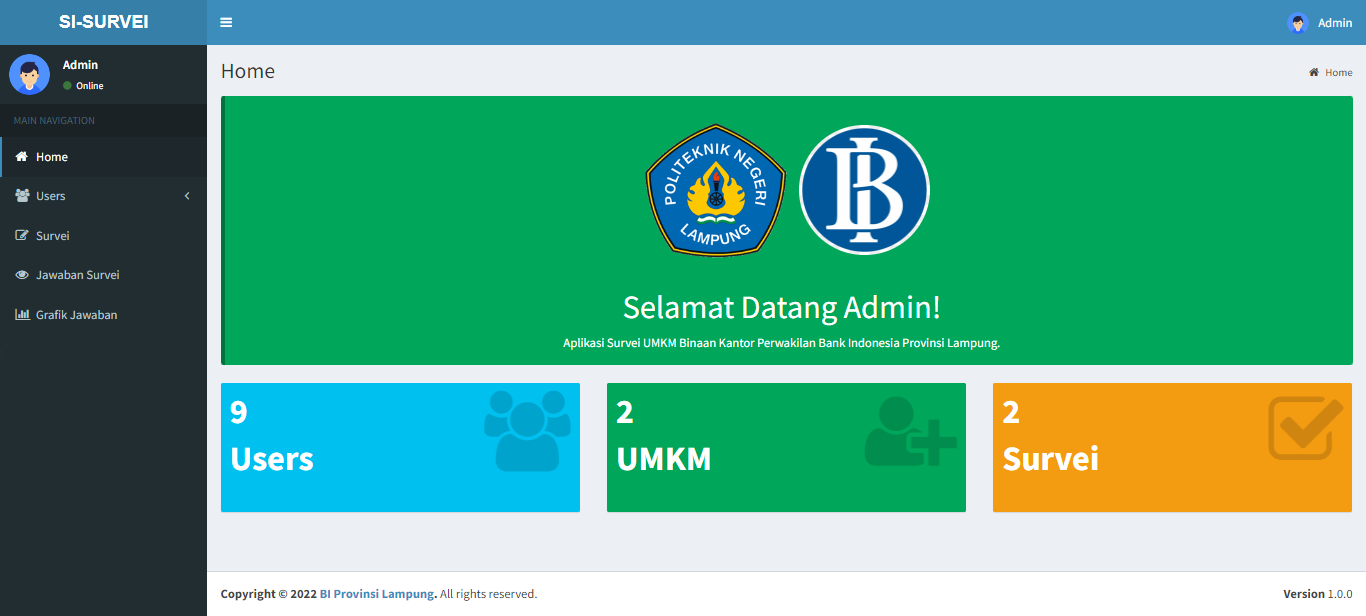 SI-SURVEI
Admin
Admin
Online
MAIN NAVIGATION
Home
Users
Survei
Jawaban Survei
Grafik Jawaban
Home
Home
POLITEKNIK NEGERI
LAMPUNG
BI
Selamat Datang Admin!
Aplikasi Survei UMKM Binaan Kantor Perwakilan Bank Indonesia Provinsi Lampung.
9
Users
2
UMKM
2
Survei
Copyright © 2022 BI Provinsi Lampung. All rights reserved.
Version 1.0.0